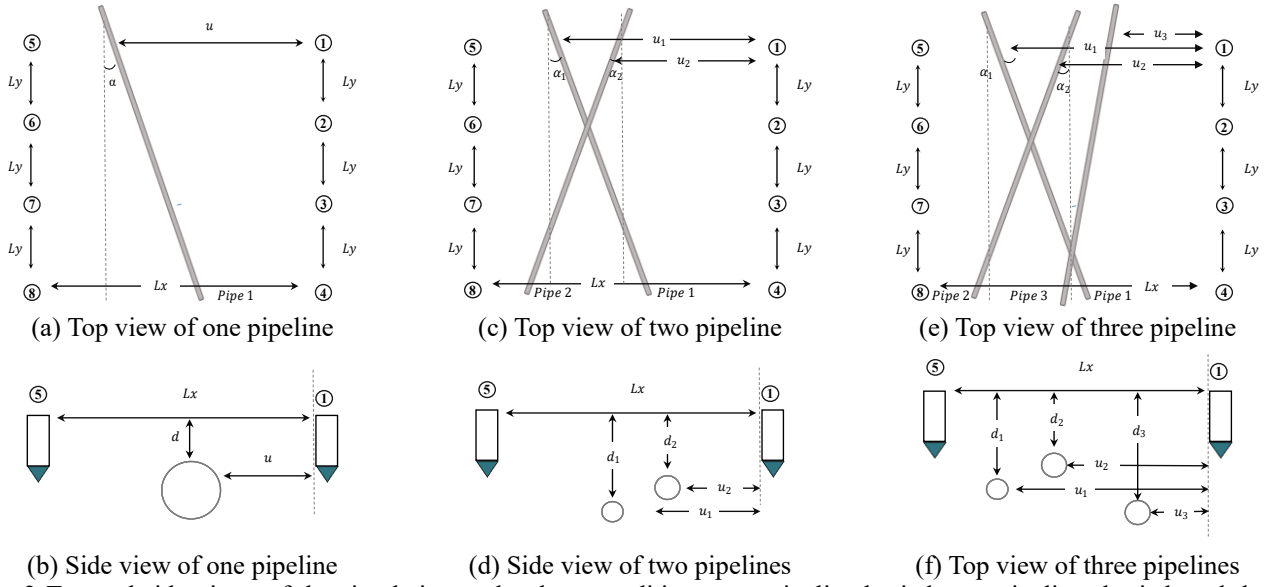 u
⑤ ①
α
Ly Ly
⑥ ②
Ly Ly
⑦ ③
Ly Ly
⑧ Lx Pipe 1 ④
(a) Top view of one pipeline
⑤ u₁ ①
α₁ α₂ u₂
Ly Ly
⑥ ②
Ly Ly
⑦ ③
Ly Ly
⑧ Pipe 2 Lx Pipe 1 ④
(c) Top view of two pipeline
u₃
⑤ u₁ ①
α₁ α₂ u₂
Ly Ly
⑥ ②
Ly Ly
⑦ ③
Ly Ly
⑧ Pipe 2 Pipe 3 Pipe 1 Lx ④
(e) Top view of three pipeline
⑤ Lx ①
d
u
(b) Side view of one pipeline
⑤ Lx ①
d₁ d₂
u₂
u₁
(d) Side view of two pipelines
⑤ Lx ①
d₁ d₂ d₃
u₂
u₁
u₃
(f) Top view of three pipelines